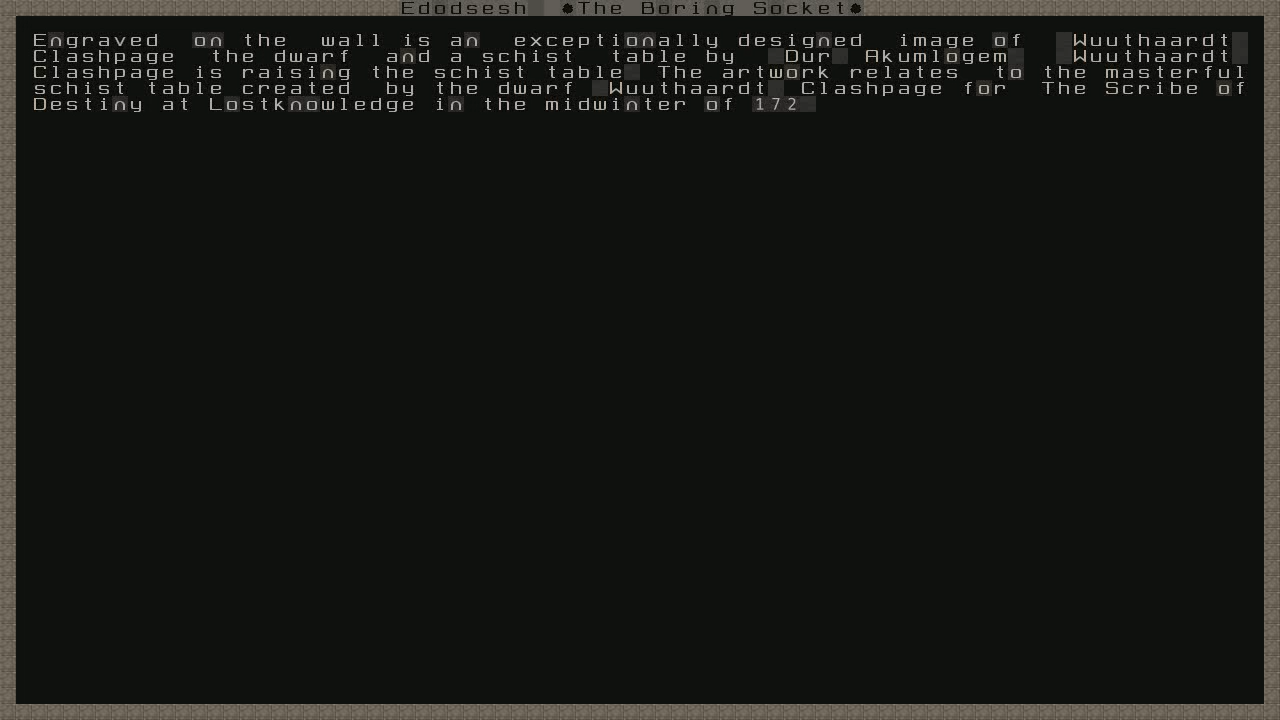 Edodsesh ☼The Boring Socket☼
Engraved on the wall is an exceptionally designed image of Wuuthaardt
Clashpage the dwarf and a schist table by Dur Akumlogem Wuuthaardt
Clashpage is raising the schist table The artwork relates to the masterful
schist table created by the dwarf Wuuthaardt Clashpage for The Scribe of
Destiny at Lostknowledge in the midwinter of 172